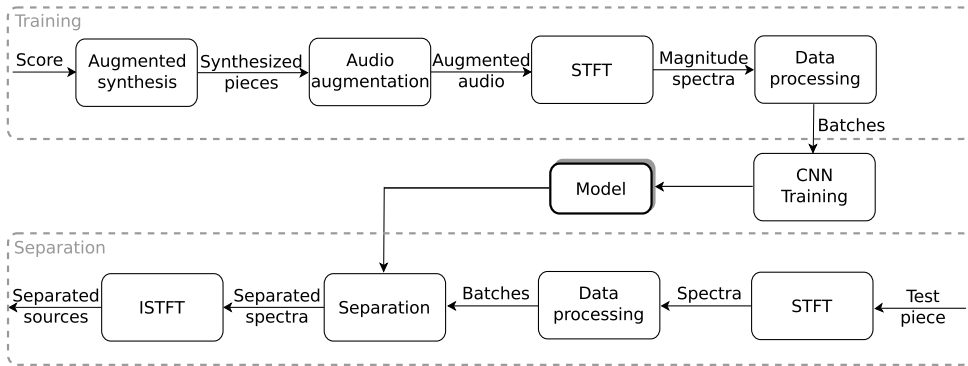 Training
Score
Augmented
synthesis
Synthesized
pieces
Audio
augmentation
Augmented
audio
STFT
Magnitude
spectra
Data
processing
Batches
CNN
Training
Model
Separation
Separated
sources
ISTFT
Separated
spectra
Separation
Batches
Data
processing
Spectra
STFT
Test
piece